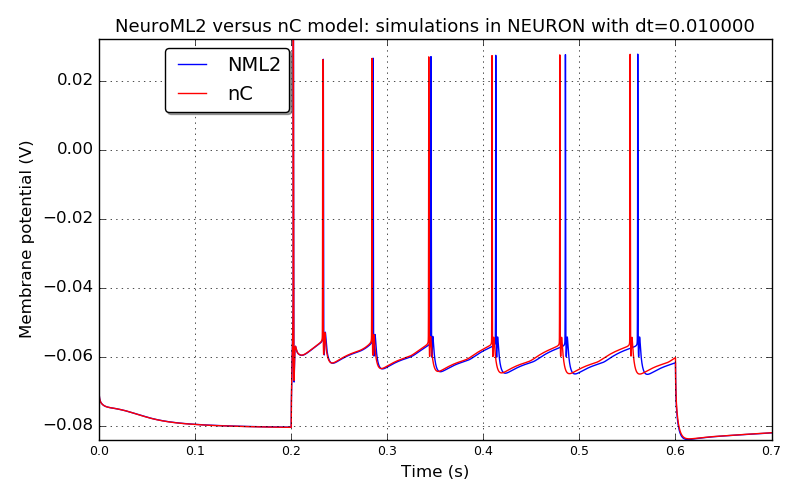 NeuroML2 versus nC model: simulations in NEURON with dt=0.010000
NML2
nC
0.02
0.00
−0.02
−0.04
−0.06
−0.08
Membrane potential (V)
0.0 0.1 0.2 0.3 0.4 0.5 0.6 0.7
Time (s)